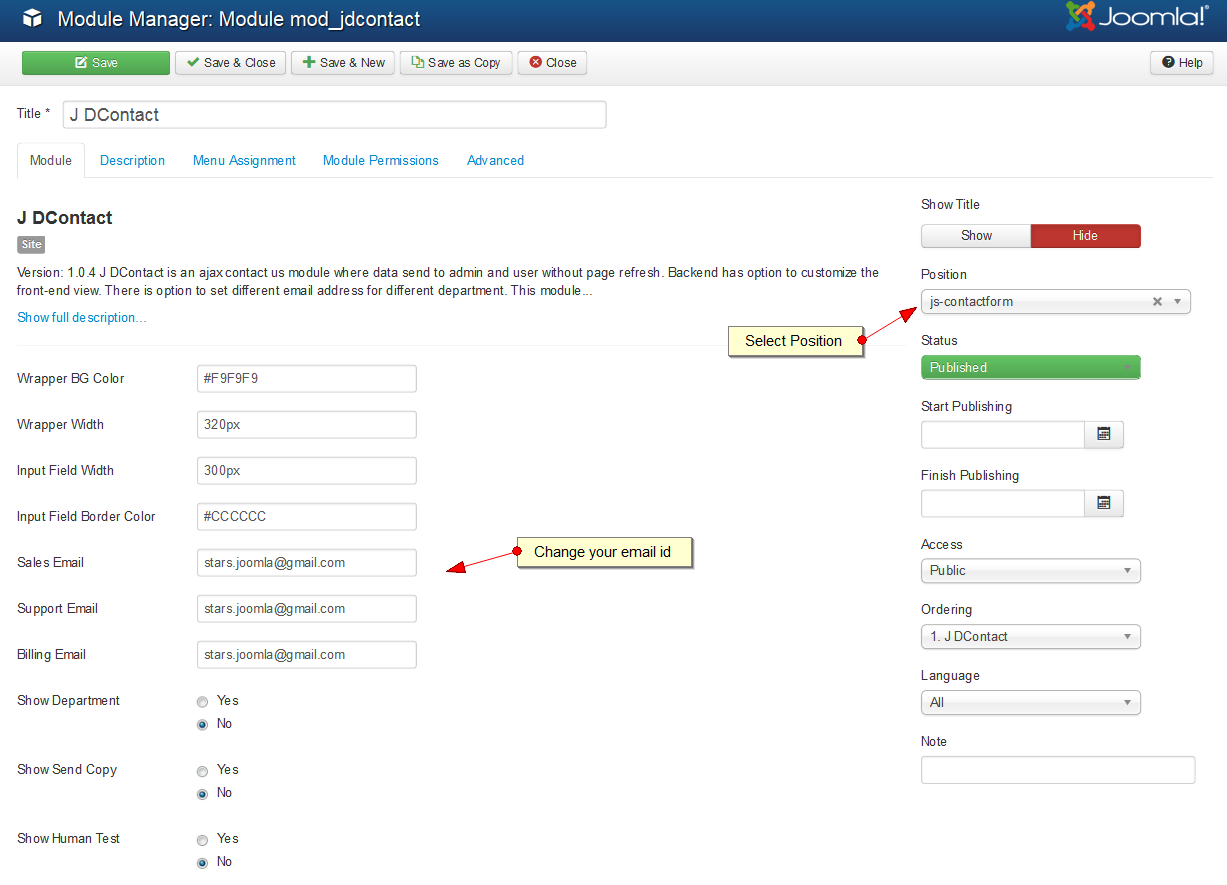 Module Manager: Module mod_jdcontact
Joomla!®
Save
Save & Close
Save & New
Save as Copy
Close
Help
Title *
J DContact
Module
Description
Menu Assignment
Module Permissions
Advanced
J DContact
Site
Version: 1.0.4 J DContact is an ajax contact us module where data send to admin and user without page refresh. Backend has option to customize the
front-end view. There is option to set different email address for different department. This module...
Show full description...
Wrapper BG Color
#F9F9F9
Wrapper Width
320px
Input Field Width
300px
Input Field Border Color
#CCCCCC
Sales Email
stars.joomla@gmail.com
Change your email id
Support Email
stars.joomla@gmail.com
Billing Email
stars.joomla@gmail.com
Show Department
Yes
No
Show Send Copy
Yes
No
Show Human Test
Yes
No
Show Title
Show
Hide
Position
js-contactform
Select Position
Status
Published
Start Publishing
Finish Publishing
Access
Public
Ordering
1. J DContact
Language
All
Note